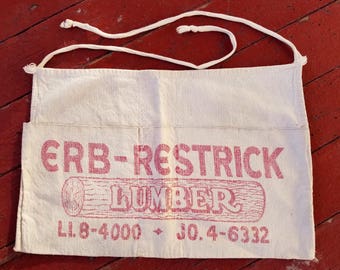 ERB-RESTRICK
LUMBER
LI. 8-4000 + JO. 4-6332